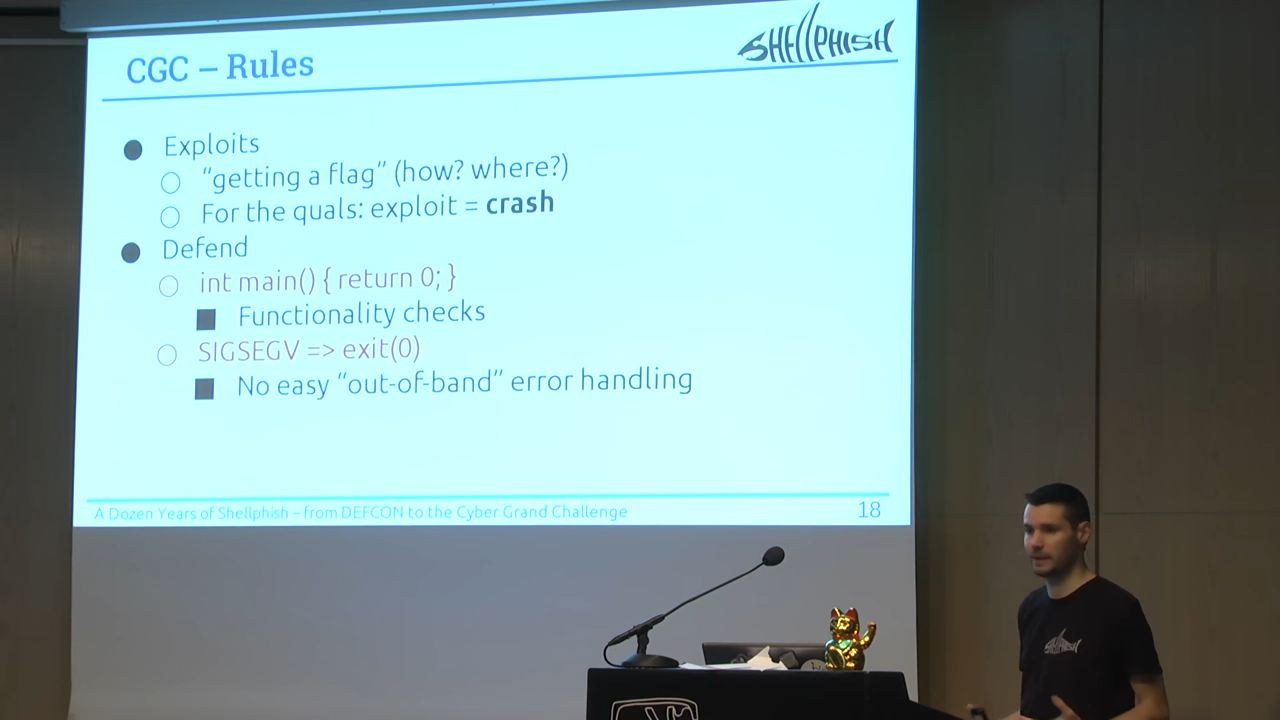 CGC – Rules
SHELLPHISH
● Exploits
○ “getting a flag” (how? where?)
○ For the quals: exploit = crash
● Defend
○ int main() { return 0; }
■ Functionality checks
○ SIGSEGV => exit(0)
■ No easy “out-of-band” error handling
A Dozen Years of Shellphish – from DEFCON to the Cyber Grand Challenge
18
SHELLPHISH